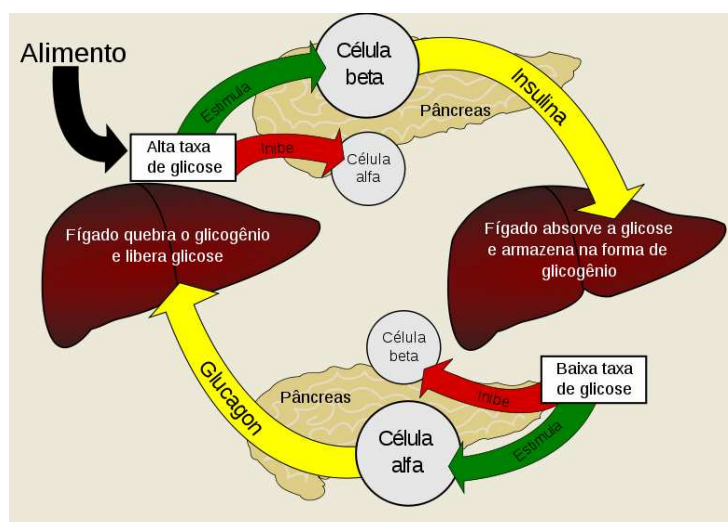 Alimento
Célula
beta
Estimula
Pâncreas
Insulina
Alta taxa
de glicose
Inibe
Célula
alfa
Fígado quebra o glicogênio
e libera glicose
Fígado absorve a glicose
e armazena na forma de
glicogênio
Célula
beta
Baixa taxa
de glicose
Inibe
Pâncreas
Glucagon
Célula
alfa
Estimula